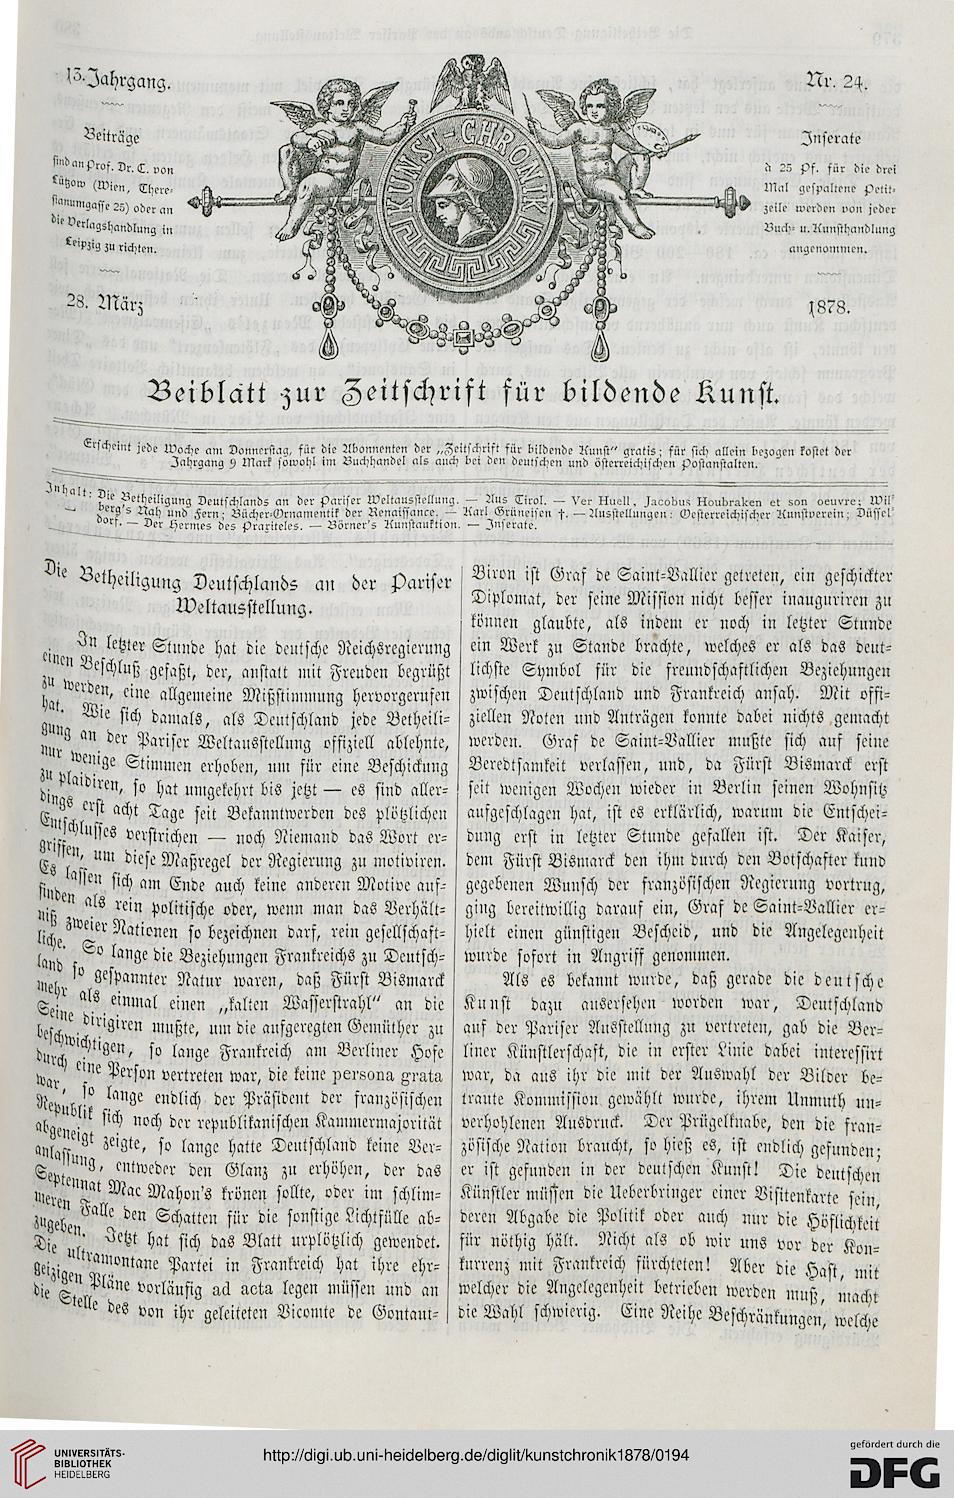 13. Jahrgang.
Beiträge
sind an Prof. Dr. C. von
Lützow (Wien, There-
sianumgasse 25) oder an
die Verlagshandlung in
Leipzig zu richten.
28. März
KUNST CHRONIK
Nr. 24.
Inserate
à 25 Pf. für die drei
Mal gespaltene Petit-
zeile werden von jeder
Buch- u. Kunsthandlung
angenommen.
1878.
Beiblatt zur Zeitschrift für bildende Kunst.
Erscheint jede Woche am Donnerstag, für die Abonnenten der „Zeitschrift für bildende Kunst" gratis; für sich allein bezogen kostet der
Jahrgang 9 Mark sowohl im Buchhandel als auch bei den deutschen und österreichischen Postanstalten.
Inhalt: Die Betheiligung Deutschlands an der Pariser Weltausstellung. — Aus Tirol. — Ver Huell, Jacobus Houbraken et son oeuvre; Wil-
berg's Nah und Fern; Bücher-Ornamentik der Renaissance. — Karl Grüneisen †. — Ausstellungen: Oesterreichischer Kunstverein; Düssel-
dorf. — Der Hermes des Praxiteles. — Börner's Kunstauktion. — Inserate.
Die Betheiligung Deutschlands an der Pariser
Weltausstellung.
In letzter Stunde hat die deutsche Reichsregierung
einen Beschluß gefaßt, der, anstatt mit Freuden begrüßt
zu werden, eine allgemeine Mißstimmung hervorgerufen
hat. Wie sich damals, als Deutschland jede Betheili-
gung an der Pariser Weltausstellung offiziell ablehnte,
nur wenige Stimmen erhoben, um für eine Beschickung
zu plaidiren, so hat umgekehrt bis jetzt — es sind aller-
dings erst acht Tage seit Bekanntwerden des plötzlichen
Entschlusses verstrichen — noch Niemand das Wort er-
griffen, um diese Maßregel der Regierung zu motiviren.
Es lassen sich am Ende auch keine anderen Motive auf-
finden als rein politische oder, wenn man das Verhält-
niß zweier Nationen so bezeichnen darf, rein gesellschaft-
liche. So lange die Beziehungen Frankreichs zu Deutsch-
land so gespannter Natur waren, daß Fürst Bismarck
mehr als einmal einen „kalten Wasserstrahl" an die
Seine dirigiren mußte, um die aufgeregten Gemüther zu
beschwichtigen, so lange Frankreich am Berliner Hofe
durch eine Person vertreten war, die keine persona grata
war, so lange endlich der Präsident der französischen
Republik sich noch der republikanischen Kammermajorität
abgeneigt zeigte, so lange hatte Deutschland keine Ver-
anlassung, entweder den Glanz zu erhöhen, der das
Septennat Mac Mahon's krönen sollte, oder im schlim-
meren Falle den Schatten für die sonstige Lichtfülle ab-
zugeben. Jetzt hat sich das Blatt urplötzlich gewendet.
Die ultramontane Partei in Frankreich hat ihre ehr-
geizigen Pläne vorläufig ad acta legen müssen und an
die Stelle des von ihr geleiteten Vicomte de Gontaut-
Biron ist Graf de Saint-Vallier getreten, ein geschickter
Diplomat, der seine Mission nicht besser inauguriren zu
können glaubte, als indem er noch in letzter Stunde
ein Werk zu Stande brachte, welches er als das deut-
lichste Symbol für die freundschaftlichen Beziehungen
zwischen Deutschland und Frankreich ansah. Mit offi-
ziellen Noten und Anträgen konnte dabei nichts gemacht
werden. Graf de Saint-Vallier mußte sich auf seine
Beredtsamkeit verlassen, und, da Fürst Bismarck erst
seit wenigen Wochen wieder in Berlin seinen Wohnsitz
aufgeschlagen hat, ist es erklärlich, warum die Entschei-
dung erst in letzter Stunde gefallen ist. Der Kaiser,
dem Fürst Bismarck den ihm durch den Botschafter kund
gegebenen Wunsch der französischen Regierung vortrug,
ging bereitwillig darauf ein, Graf de Saint-Vallier er-
hielt einen günstigen Bescheid, und die Angelegenheit
wurde sofort in Angriff genommen.
Als es bekannt wurde, daß gerade die deutsche
Kunst dazu ausersehen worden war, Deutschland
auf der Pariser Ausstellung zu vertreten, gab die Ber-
liner Künstlerschaft, die in erster Linie dabei interessirt
war, da aus ihr die mit der Auswahl der Bilder be-
traute Kommission gewählt wurde, ihrem Unmuth un-
verhohlenen Ausdruck. Der Prügelknabe, den die fran-
zösische Nation braucht, so hieß es, ist endlich gefunden;
er ist gefunden in der deutschen Kunst! Die deutschen
Künstler müssen die Ueberbringer einer Visitenkarte sein,
deren Abgabe die Politik oder auch nur die Höflichkeit
für nöthig hält. Nicht als ob wir uns vor der Kon-
kurrenz mit Frankreich fürchteten! Aber die Hast, mit
welcher die Angelegenheit betrieben werden muß, macht
die Wahl schwierig. Eine Reihe Beschränkungen, welche
UNIVERSITÄTS-
BIBLIOTHEK
HEIDELBERG
http://digi.ub.uni-heidelberg.de/diglit/kunstchronik1878/0194
gefördert durch die
DFG